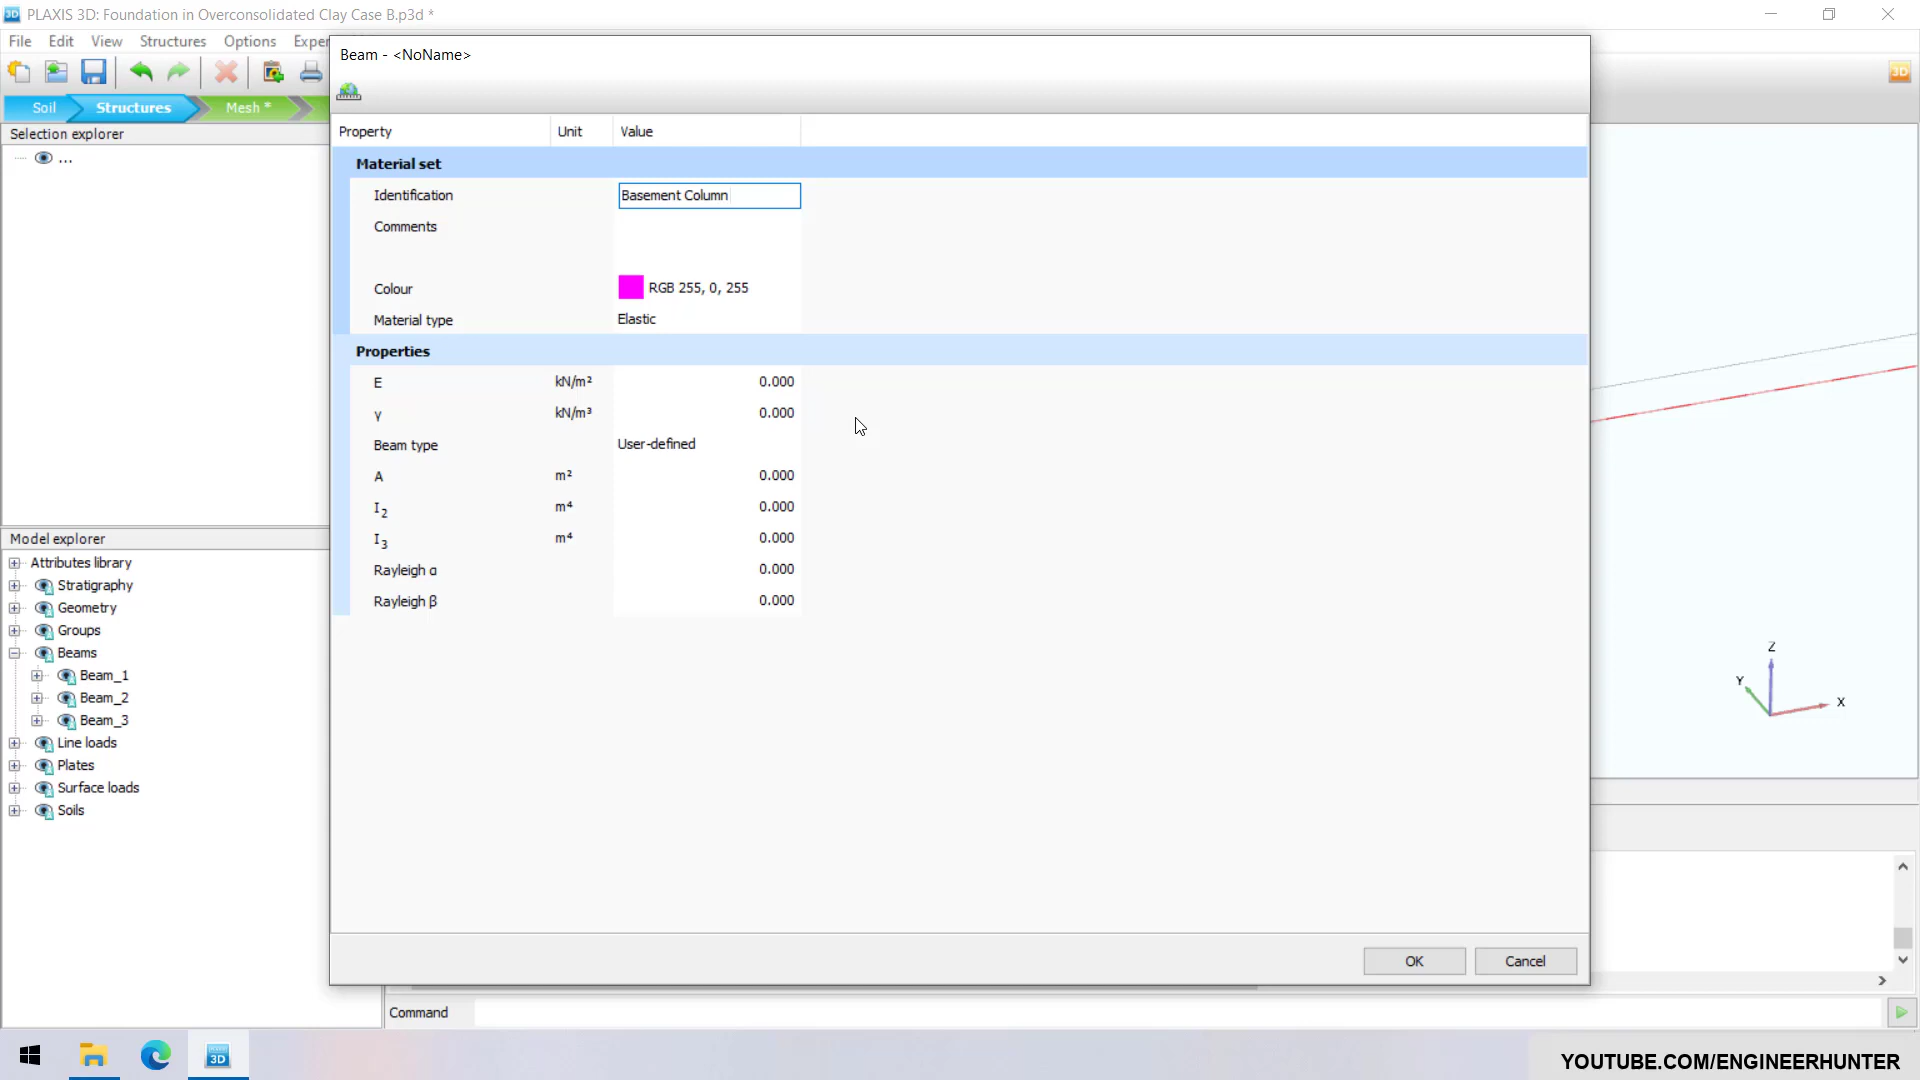 PLAXIS 3D: Foundation in Overconsolidated Clay Case B.p3d *
File Edit View Structures Options Exper
Soil Structures Mesh *
Selection explorer
...
Model explorer
Attributes library
Stratigraphy
Geometry
Groups
Beams
Beam_1
Beam_2
Beam_3
Line loads
Plates
Surface loads
Soils
Beam - <NoName>
Property Unit Value
Material set
Identification Basement Column
Comments
Colour RGB 255, 0, 255
Material type Elastic
Properties
E kN/m² 0.000
γ kN/m³ 0.000
Beam type User-defined
A m² 0.000
I₂ m⁴ 0.000
I₃ m⁴ 0.000
Rayleigh α 0.000
Rayleigh β 0.000
OK Cancel
Z
Y
X
3D
Command
3D
YOUTUBE.COM/ENGINEERHUNTER